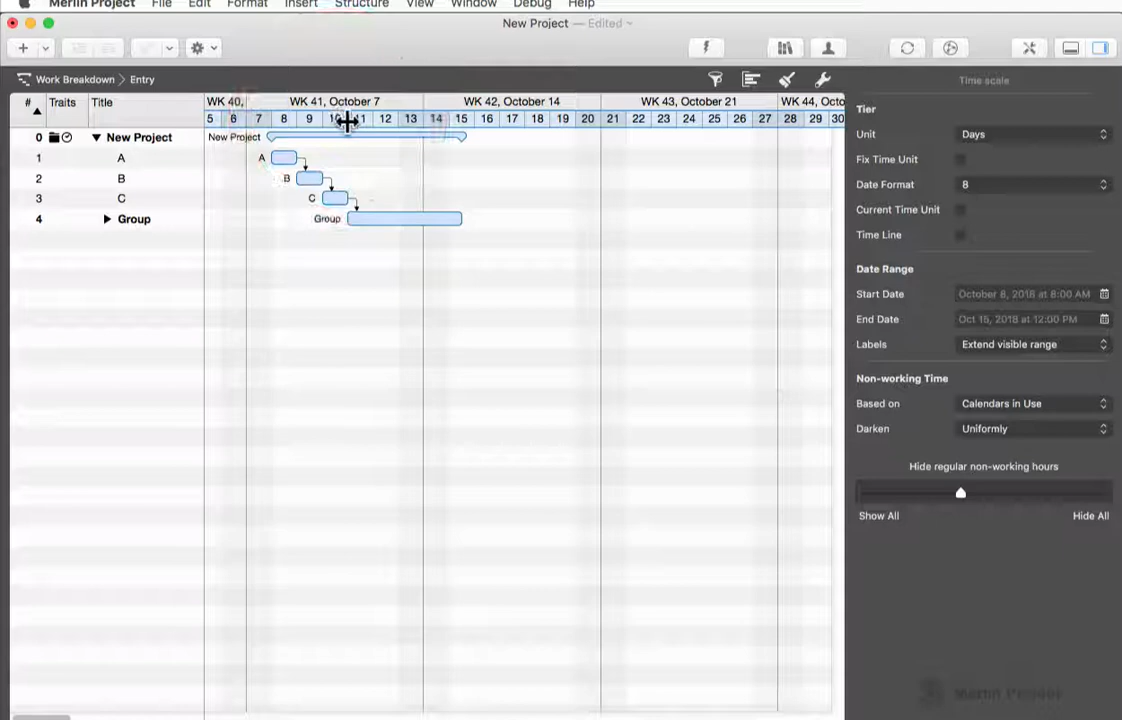 Merlin Project File Edit Format Insert Structure View Window Debug Help
New Project — Edited
Work Breakdown Entry
Time scale
# Traits Title
WK 40, WK 41, October 7 WK 42, October 14 WK 43, October 21 WK 44, Octo
5 6 7 8 9 11 12 13 14 15 16 17 18 19 20 21 22 23 24 25 26 27 28 29 30
0 New Project New Project
1 A A
2 B B
3 C C
4 Group Group
Tier
Unit Days
Fix Time Unit
Date Format 8
Current Time Unit
Time Line
Date Range
Start Date October 8, 2018 at 8:00 AM
End Date Oct 15, 2018 at 12:00 PM
Labels Extend visible range
Non-working Time
Based on Calendars in Use
Darken Uniformly
Hide regular non-working hours
Show All Hide All
Merlin Project